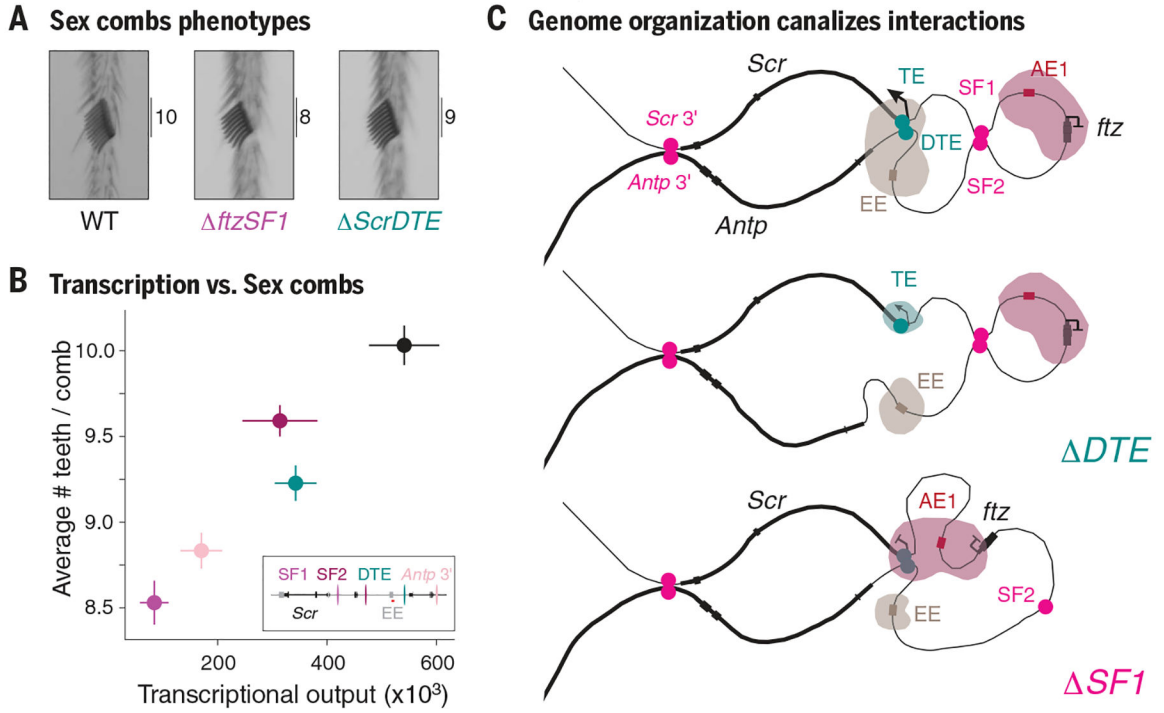 A Sex combs phenotypes
10
8
9
WT
ΔftzSF1
ΔScrDTE
B Transcription vs. Sex combs
Average # teeth / comb
10.0
9.5
9.0
8.5
200
400
600
Transcriptional output (x10³)
SF1 SF2 DTE Antp 3'
Scr
EE
C Genome organization canalizes interactions
Scr
TE
SF1
AE1
Scr 3'
ftz
DTE
Antp 3'
SF2
EE
Antp
TE
EE
ΔDTE
Scr
AE1
ftz
SF2
EE
ΔSF1